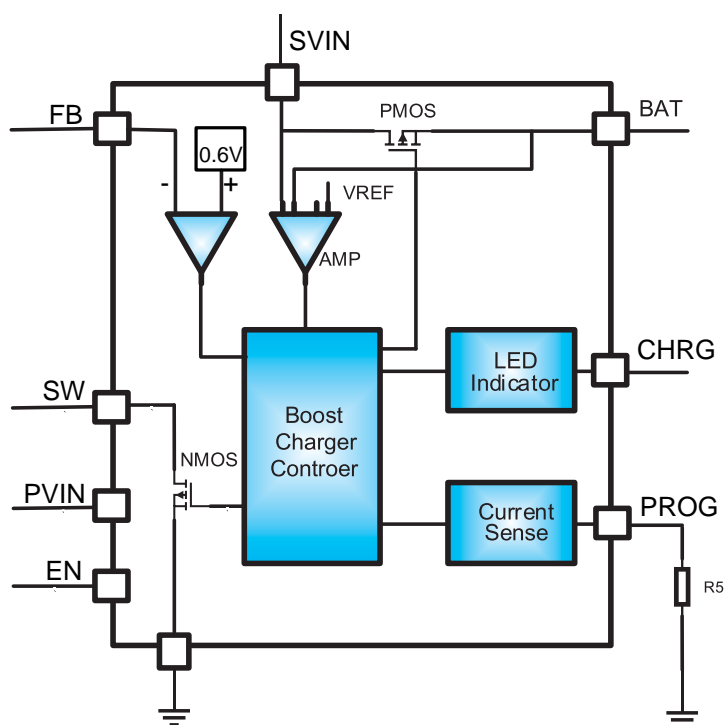 SVIN
FB
PMOS
BAT
0.6V
- +
VREF
AMP
LED
Indicator
CHRG
SW
Boost
Charger
Controer
NMOS
PVIN
Current
Sense
PROG
EN
R5